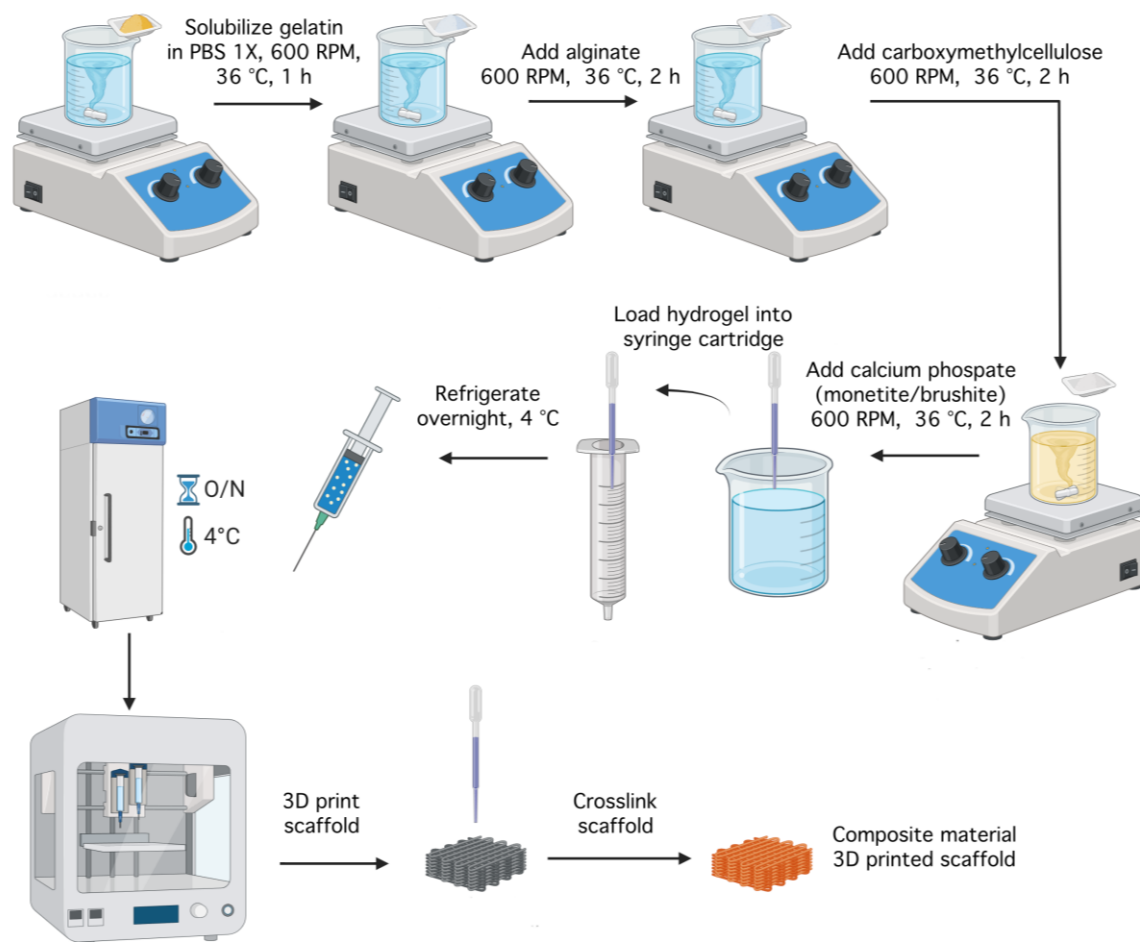 Solubilize gelatin
in PBS 1X, 600 RPM,
36 °C, 1 h
Add alginate
600 RPM, 36 °C, 2 h
Add carboxymethylcellulose
600 RPM, 36 °C, 2 h
Add calcium phospate
(monetite/brushite)
600 RPM, 36 °C, 2 h
Load hydrogel into
syringe cartridge
Refrigerate
overnight, 4 °C
O/N
4°C
3D print
scaffold
Crosslink
scaffold
Composite material
3D printed scaffold